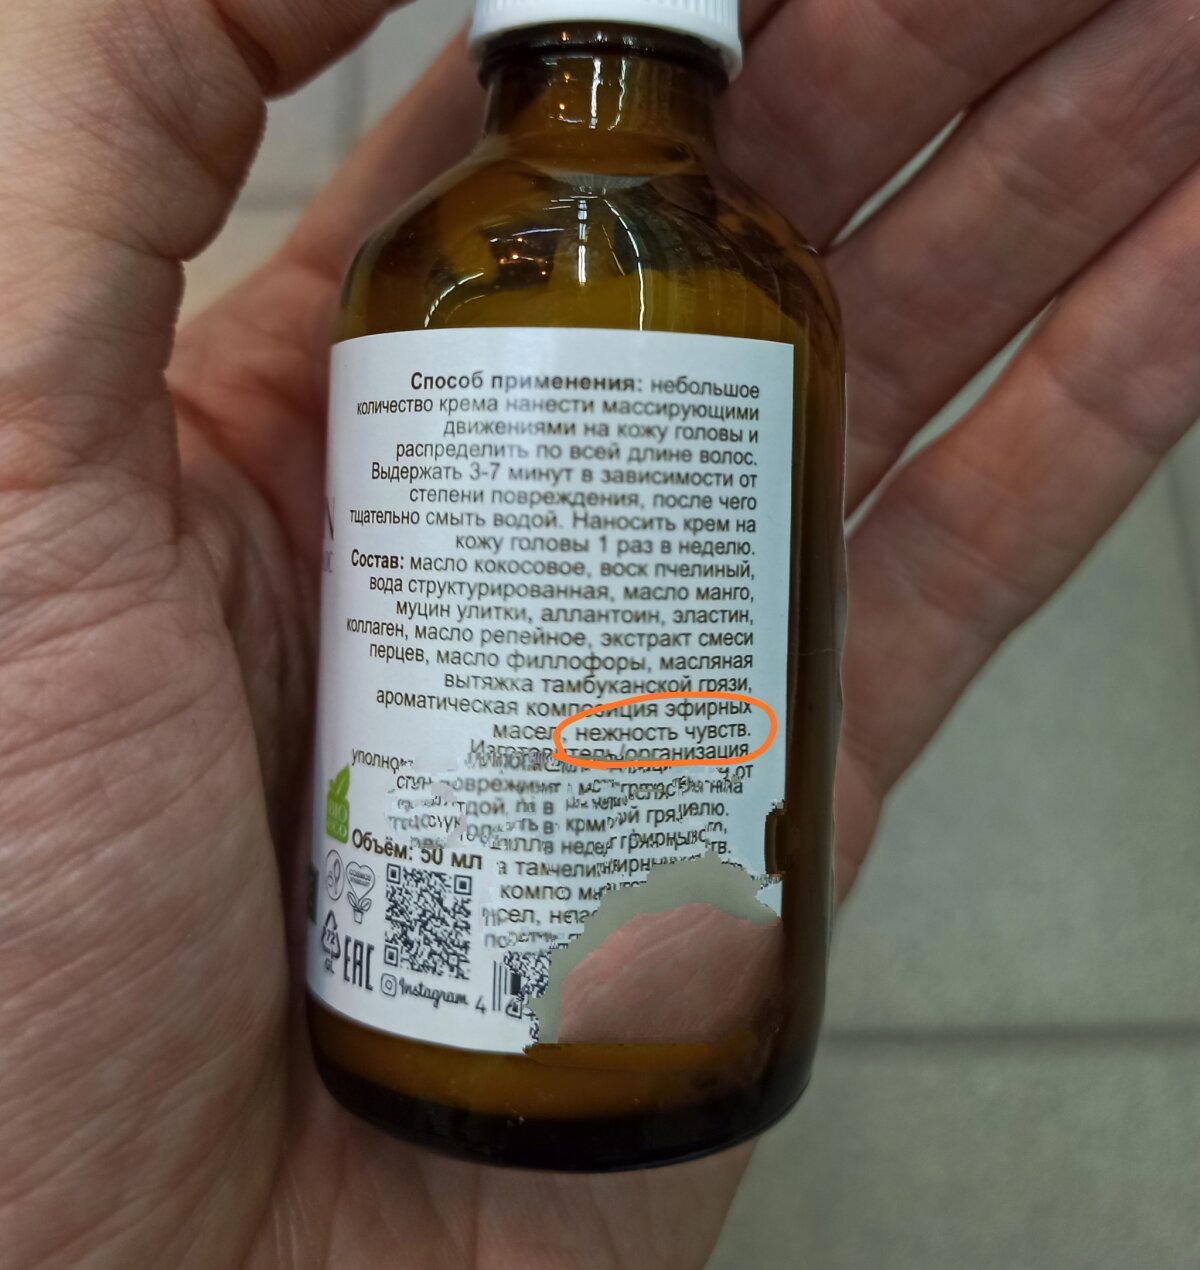 Способ применения: небольшое
количество крема нанести массирующими
движениями на кожу головы и
распределить по всей длине волос.
Выдержать 3-7 минут в зависимости от
степени повреждения, после чего
тщательно смыть водой. Наносить крем на
кожу головы 1 раз в неделю.
Состав: масло кокосовое, воск пчелиный,
вода структурированная, масло манго,
муцин улитки, аллантоин, эластин,
коллаген, масло репейное, экстракт смеси
перцев, масло филлофоры, масляная
вытяжка тамбуканской грязи,
ароматическая композиция эфирных
масел, нежность чувств.
Изготовитель/организация
BIO
Объём: 50 мл
EAC
Instagram
4